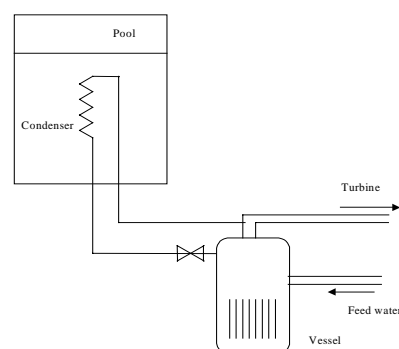 Pool
Condenser
Turbine
Feed water
Vessel